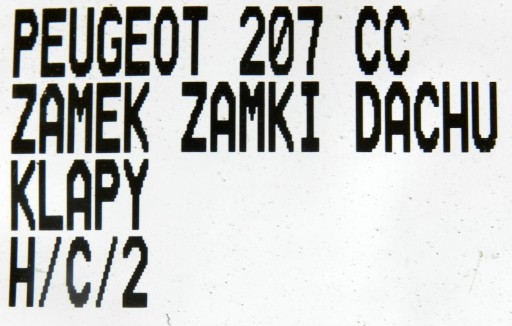 PEUGEOT 207 CC
ZAMEK ZAMKI DACHU
KLAPY
H/C/2